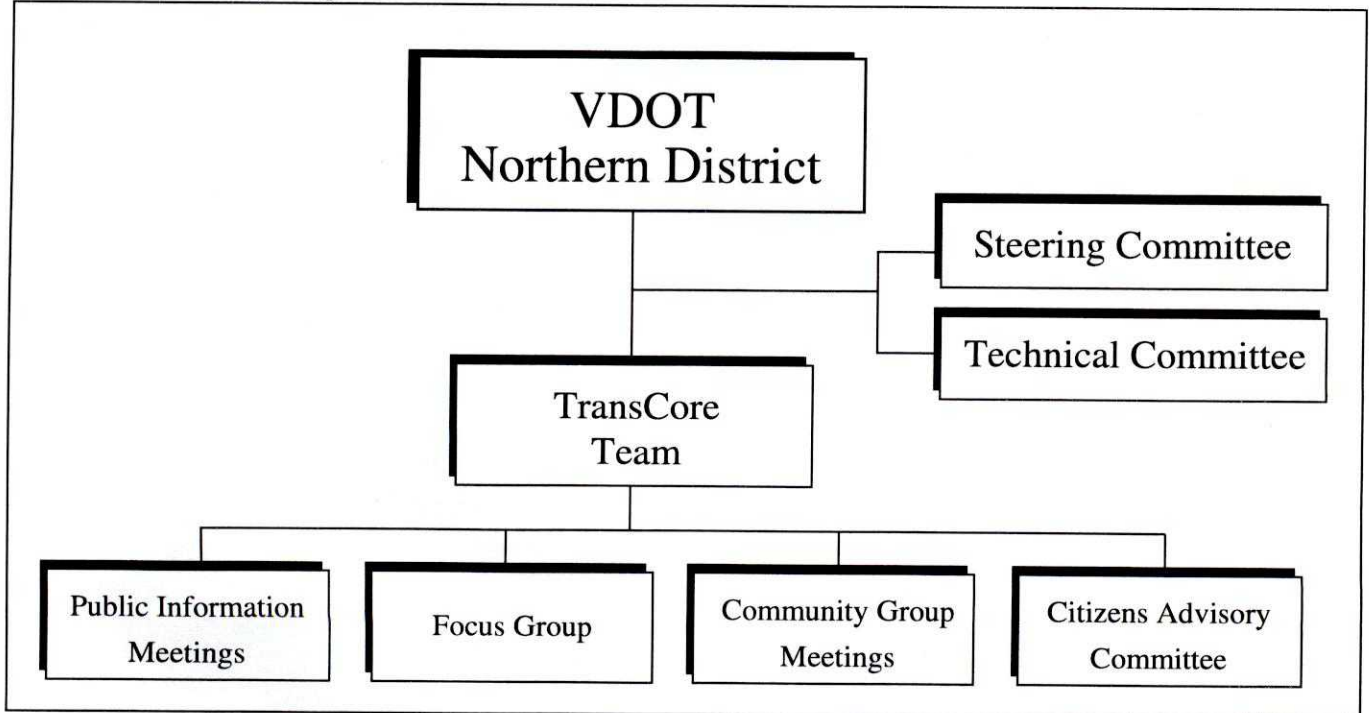 VDOT
Northern District
Steering Committee
Technical Committee
TransCore
Team
Public Information
Meetings
Focus Group
Community Group
Meetings
Citizens Advisory
Committee